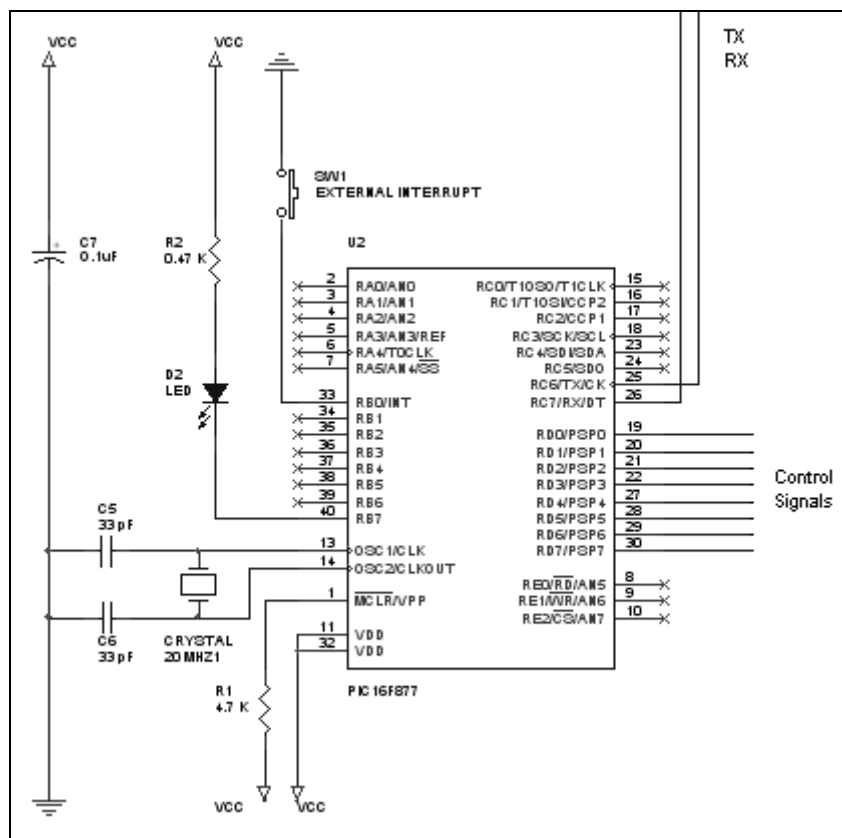 VCC
VCC
TX
RX
SW1
EXTERNAL INTERRUPT
C7
0.1uF
R2
0.47 K
U2
2
3
4
5
6
7
RA0/AN0
RA1/AN1
RA2/AN2
RA3/AN3/REF
RA4/TOCLK
RA5/AN4/SS
RC0/T1OSO/T1CLK
RC1/T1OSI/CCP2
RC2/CCP1
RC3/SCK/SCL
RC4/SDI/SDA
RC5/SDO
RC6/TX/CK
RC7/RX/DT
15
16
17
18
23
24
25
26
D2
LED
33
34
35
36
37
38
39
40
RB0/INT
RB1
RB2
RB3
RB4
RB5
RB6
RB7
RD0/PSP0
RD1/PSP1
RD2/PSP2
RD3/PSP3
RD4/PSP4
RD5/PSP5
RD6/PSP6
RD7/PSP7
19
20
21
22
27
28
29
30
Control
Signals
C5
33pF
13
14
OSC1/CLK
OSC2/CLKOUT
1
MCLR/VPP
RE0/RD/AN5
RE1/WR/AN6
RE2/CS/AN7
8
9
10
C6
33pF
CRYSTAL
20MHZ1
11
32
VDD
VDD
R1
4.7 K
PIC16F877
VCC
VCC